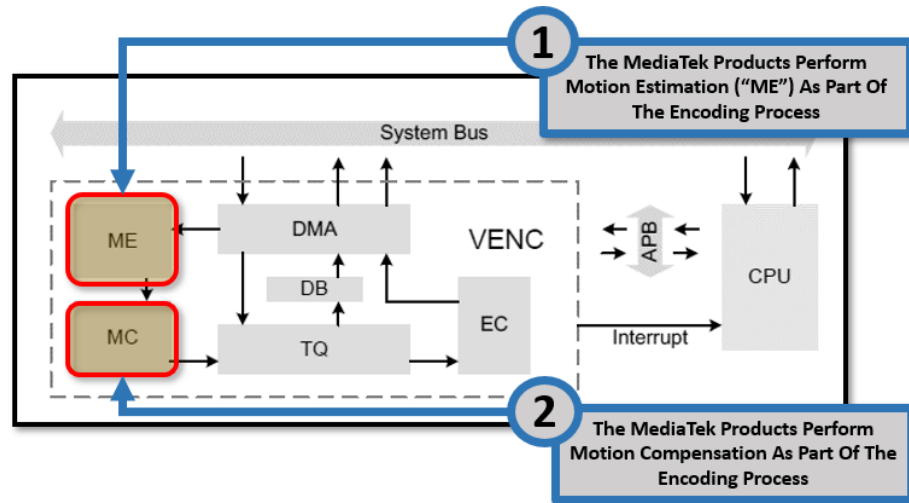 1
The MediaTek Products Perform
Motion Estimation (“ME”) As Part Of
The Encoding Process
System Bus
ME
DMA
VENC
APB
CPU
DB
MC
TQ
EC
Interrupt
2
The MediaTek Products Perform
Motion Compensation As Part Of The
Encoding Process